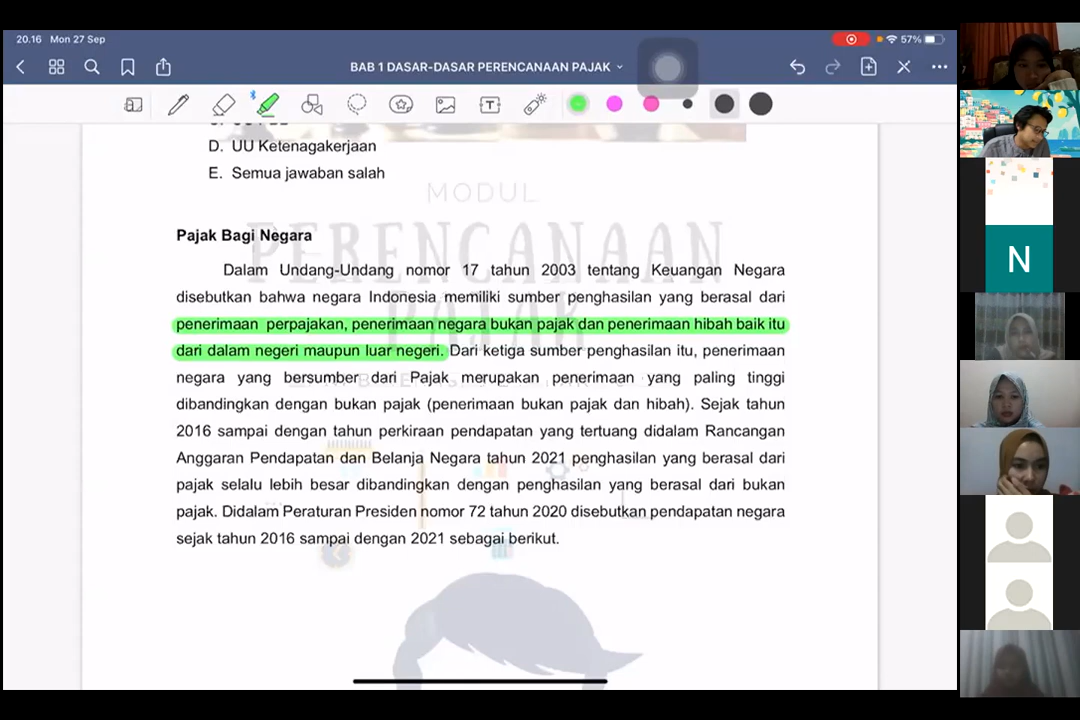 20.16 Mon 27 Sep
57%
BAB 1 DASAR-DASAR PERENCANAAN PAJAK
D. UU Ketenagakerjaan
E. Semua jawaban salah
MODUL
PERENCANAAN
PAJAK
Pajak Bagi Negara
Dalam Undang-Undang nomor 17 tahun 2003 tentang Keuangan Negara
disebutkan bahwa negara Indonesia memiliki sumber penghasilan yang berasal dari
penerimaan perpajakan, penerimaan negara bukan pajak dan penerimaan hibah baik itu
dari dalam negeri maupun luar negeri. Dari ketiga sumber penghasilan itu, penerimaan
negara yang bersumber dari Pajak merupakan penerimaan yang paling tinggi
dibandingkan dengan bukan pajak (penerimaan bukan pajak dan hibah). Sejak tahun
2016 sampai dengan tahun perkiraan pendapatan yang tertuang didalam Rancangan
Anggaran Pendapatan dan Belanja Negara tahun 2021 penghasilan yang berasal dari
pajak selalu lebih besar dibandingkan dengan penghasilan yang berasal dari bukan
pajak. Didalam Peraturan Presiden nomor 72 tahun 2020 disebutkan pendapatan negara
sejak tahun 2016 sampai dengan 2021 sebagai berikut.
N